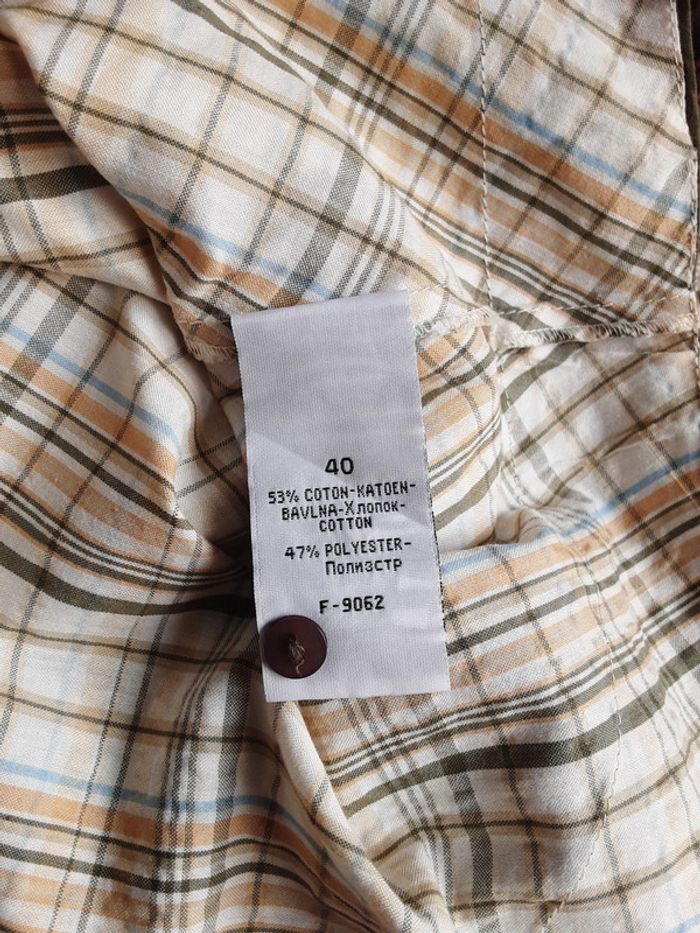 40
53% COTON-KATOEN-
BAVLNA-Хлопок-
COTTON
47% POLYESTER-
Полиэстр
F-9062